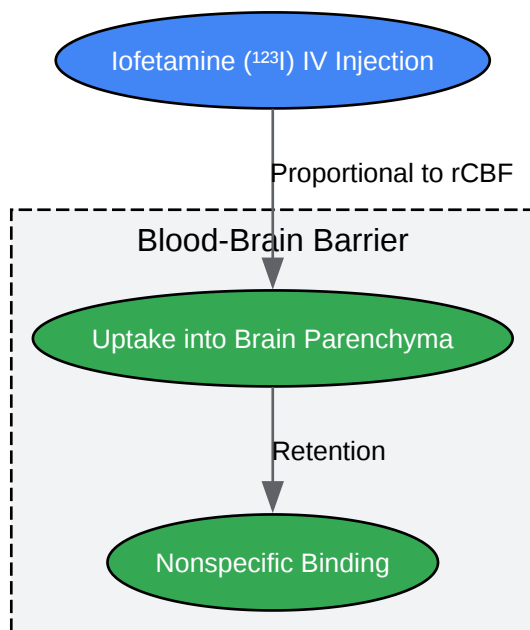 Iofetamine (¹²³I) IV Injection
Proportional to rCBF
Blood-Brain Barrier
Uptake into Brain Parenchyma
Retention
Nonspecific Binding